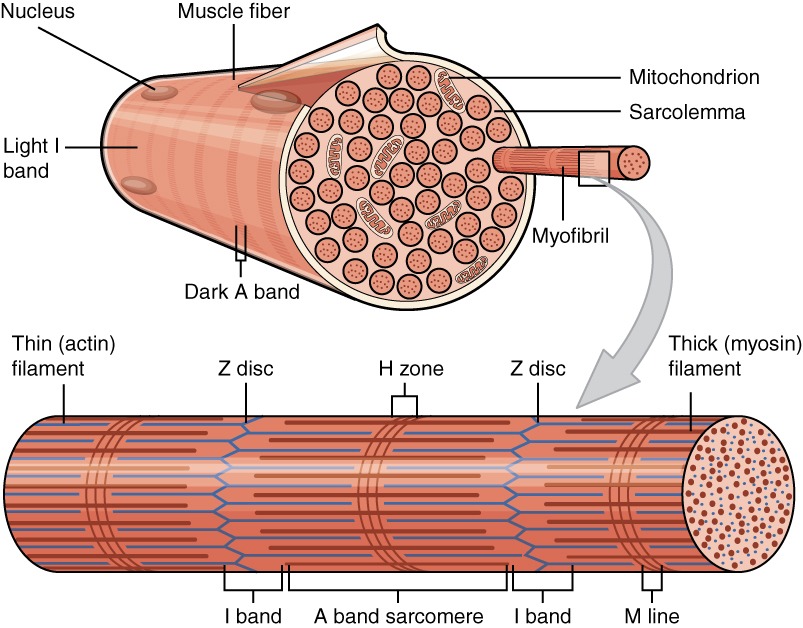 Nucleus
Muscle fiber
Mitochondrion
Sarcolemma
Light I
band
Myofibril
Dark A band
Thin (actin)
filament
Z disc
H zone
Z disc
Thick (myosin)
filament
I band
A band sarcomere
I band
M line